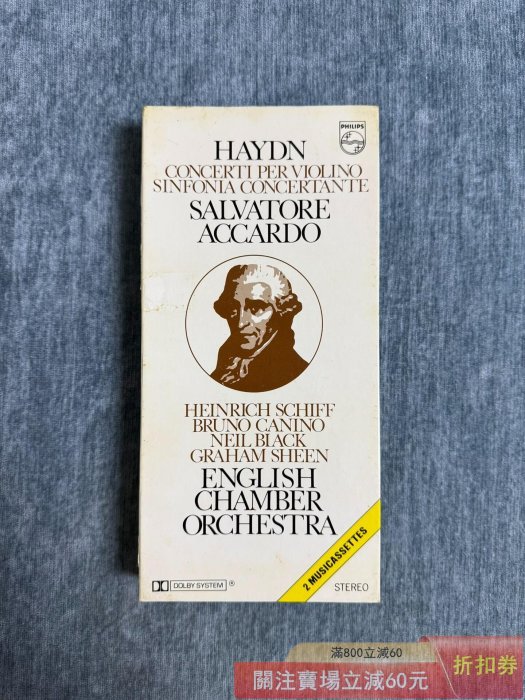 PHILIPS
HAYDN
CONCERTI PER VIOLINO
SINFONIA CONCERTANTE
SALVATORE
ACCARDO
HEINRICH SCHIFF
BRUNO CANINO
NEIL BLACK
GRAHAM SHEEN
ENGLISH
CHAMBER
ORCHESTRA
2 MUSICASSETTES
DOLBY SYSTEM ®
STEREO
滿800立減60
關注賣場立減60元
折扣券